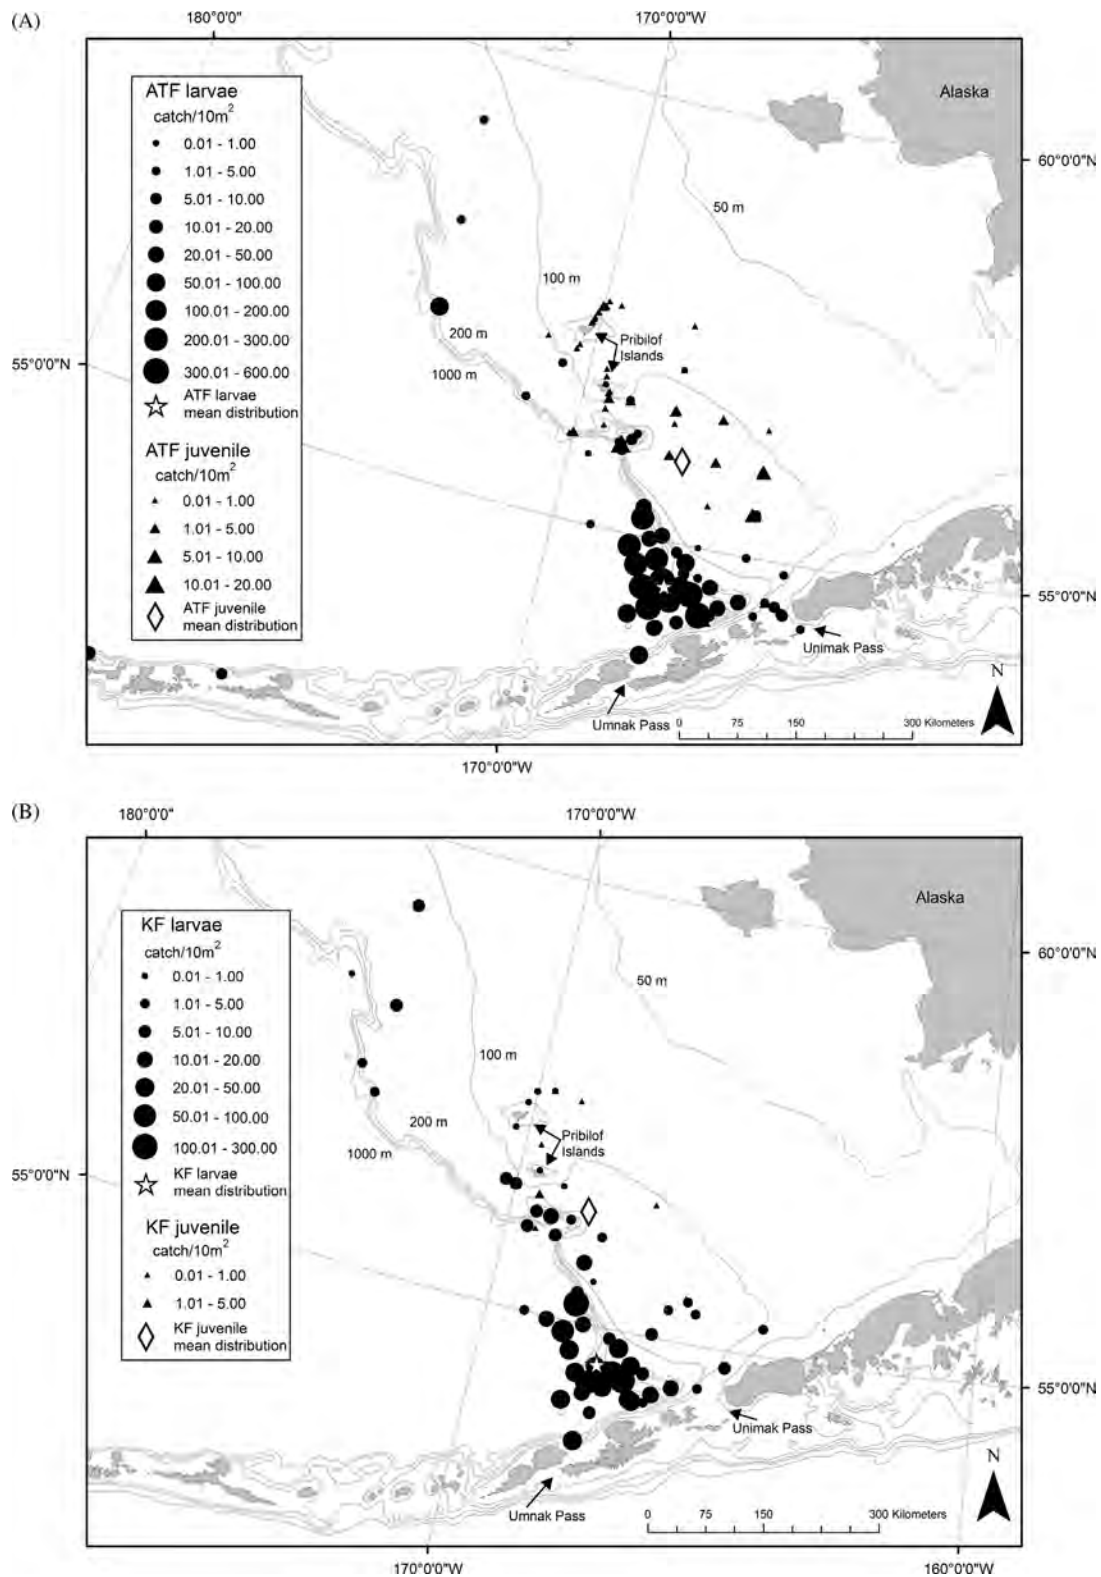 (A)
180°0'0"
170°0'0"W
ATF larvae
catch/10m2
0.01 - 1.00
1.01 - 5.00
5.01 - 10.00
10.01 - 20.00
20.01 - 50.00
50.01 - 100.00
100.01 - 200.00
200.01 - 300.00
300.01 - 600.00
ATF larvae
mean distribution
ATF juvenile
catch/10m2
0.01 - 1.00
1.01 - 5.00
5.01 - 10.00
10.01 - 20.00
ATF juvenile
mean distribution
Alaska
60°0'0"N
50 m
100 m
200 m
1000 m
Pribilof
Islands
55°0'0"N
55°0'0"N
Unimak Pass
Umnak Pass
N
0 75 150 300 Kilometers
170°0'0"W
(B)
180°0'0"
170°0'0"W
KF larvae
catch/10m2
0.01 - 1.00
1.01 - 5.00
5.01 - 10.00
10.01 - 20.00
20.01 - 50.00
50.01 - 100.00
100.01 - 300.00
KF larvae
mean distribution
KF juvenile
catch/10m2
0.01 - 1.00
1.01 - 5.00
KF juvenile
mean distribution
Alaska
60°0'0"N
50 m
100 m
200 m
1000 m
Pribilof
Islands
55°0'0"N
55°0'0"N
Unimak Pass
Umnak Pass
N
0 75 150 300 Kilometers
170°0'0"W
160°0'0"W